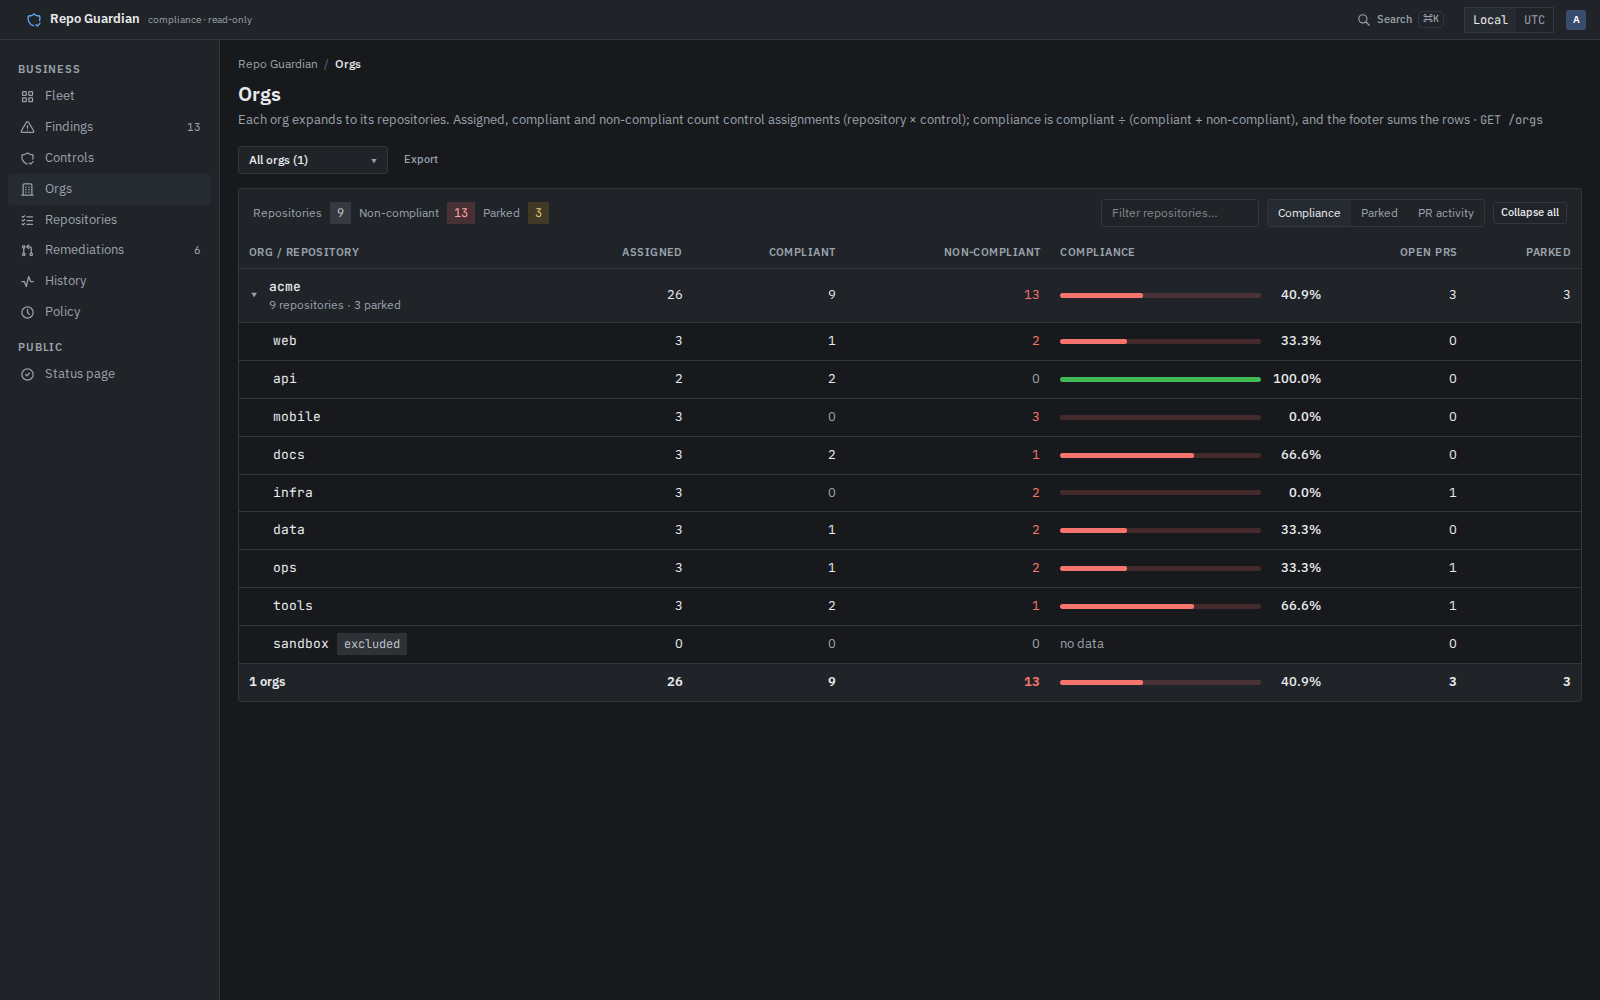 Repo Guardian compliance · read-only
Search ⌘K Local UTC A
BUSINESS
Fleet
Findings 13
Controls
Orgs
Repositories
Remediations 6
History
Policy
PUBLIC
Status page
Repo Guardian / Orgs
Orgs
Each org expands to its repositories. Assigned, compliant and non-compliant count control assignments (repository × control); compliance is compliant ÷ (compliant + non-compliant), and the footer sums the rows · GET /orgs
All orgs (1) ▾ Export
Repositories 9 Non-compliant 13 Parked 3 Filter repositories... Compliance Parked PR activity Collapse all
ORG / REPOSITORY ASSIGNED COMPLIANT NON-COMPLIANT COMPLIANCE OPEN PRS PARKED
▾ acme 26 9 13 40.9% 3 3
9 repositories · 3 parked
web 3 1 2 33.3% 0
api 2 2 0 100.0% 0
mobile 3 0 3 0.0% 0
docs 3 2 1 66.6% 0
infra 3 0 2 0.0% 1
data 3 1 2 33.3% 0
ops 3 1 2 33.3% 1
tools 3 2 1 66.6% 1
sandbox excluded 0 0 0 no data 0
1 orgs 26 9 13 40.9% 3 3